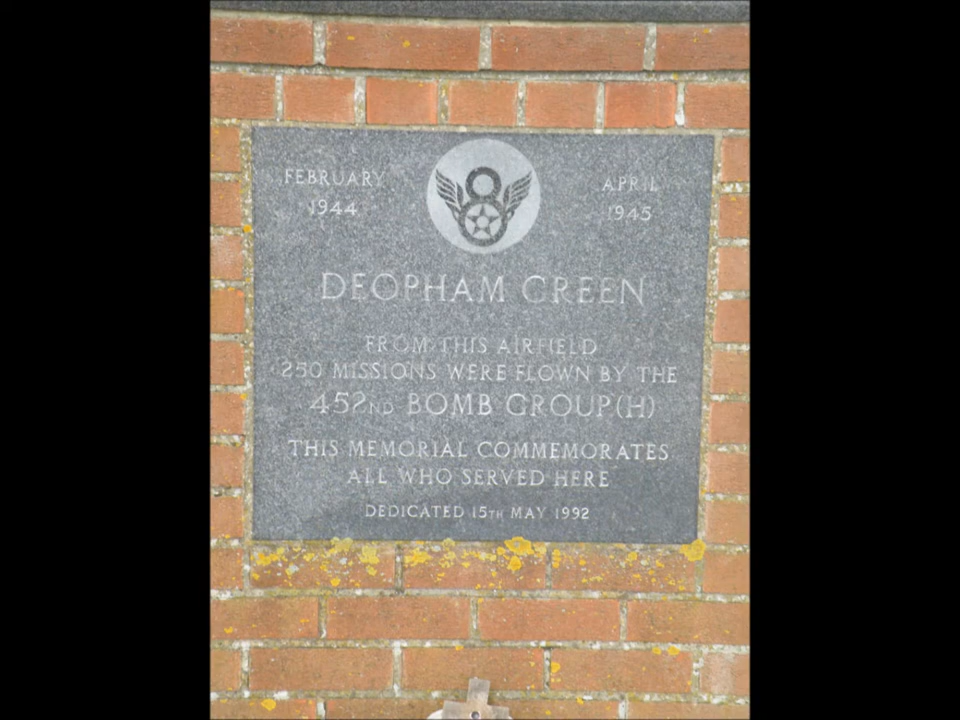 FEBRUARY
1944
APRIL
1945
DEOPHAM GREEN
FROM THIS AIRFIELD
250 MISSIONS WERE FLOWN BY THE
452ND BOMB GROUP(H)
THIS MEMORIAL COMMEMORATES
ALL WHO SERVED HERE
DEDICATED 15TH MAY 1992